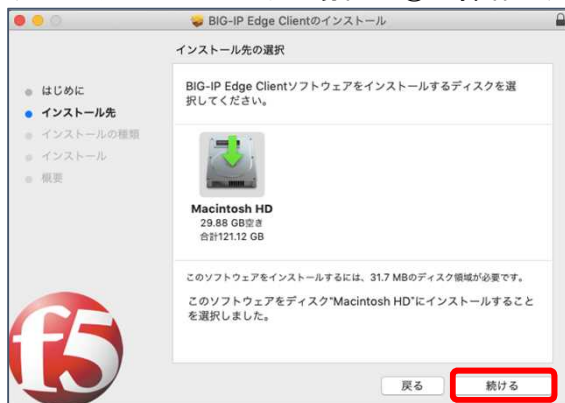 BIG-IP Edge Clientのインストール
インストール先の選択
はじめに
インストール先
インストールの種類
インストール
概要
BIG-IP Edge Clientソフトウェアをインストールするディスクを選
択してください。
Macintosh HD
29.88 GB空き
合計121.12 GB
このソフトウェアをインストールするには、31.7 MBのディスク領域が必要です。
このソフトウェアをディスク"Macintosh HD"にインストールすること
を選択しました。
f5
戻る
続ける